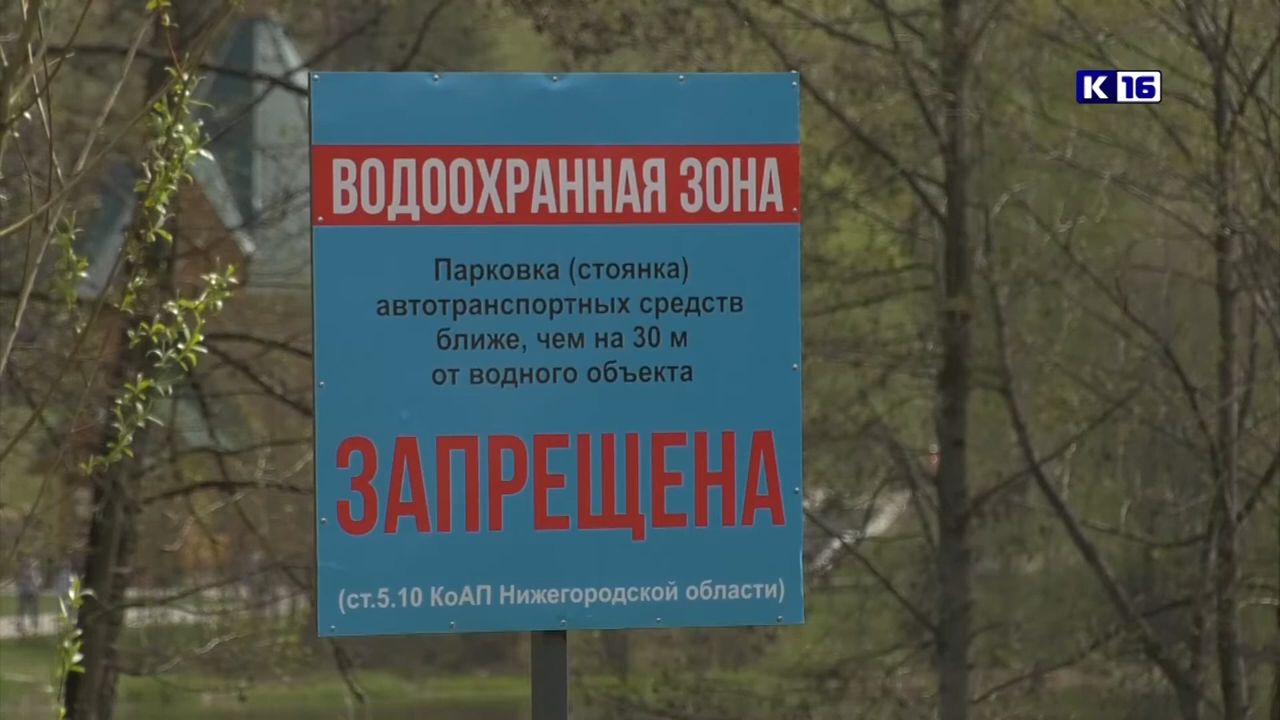 К 16
ВОДООХРАННАЯ ЗОНА
Парковка (стоянка)
автотранспортных средств
ближе, чем на 30 м
от водного объекта
ЗАПРЕЩЕНА
(ст.5.10 КоАП Нижегородской области)